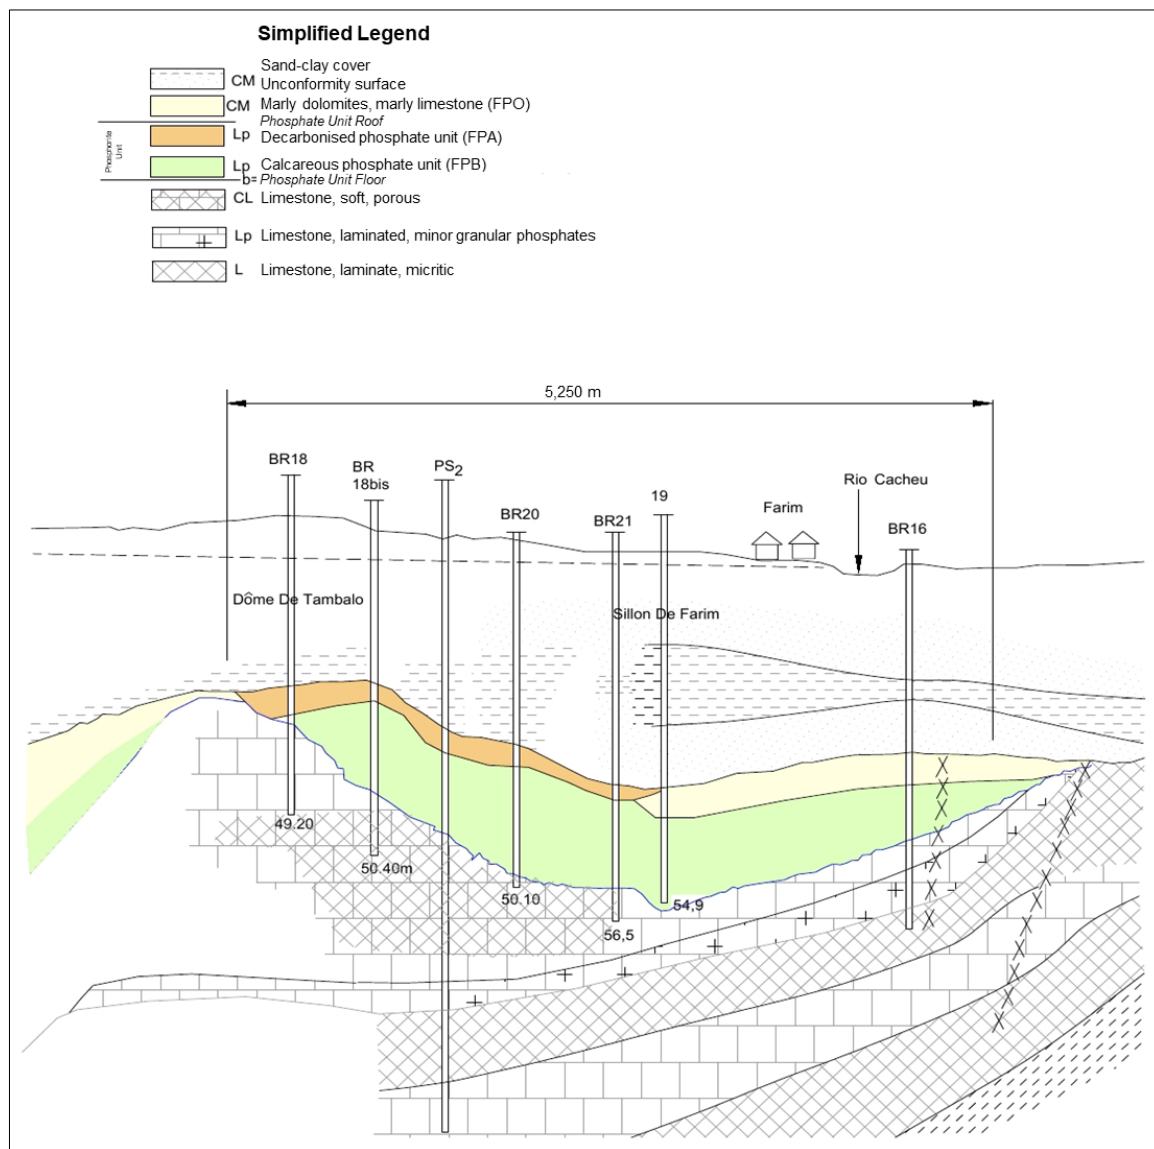 Simplified Legend
CM Sand-clay cover
Unconformity surface
CM Marly dolomites, marly limestone (FPO)
Phosphate Unit Roof
Phosphorite Unit
Lp Decarbonised phosphate unit (FPA)
Lp Calcareous phosphate unit (FPB)
b= Phosphate Unit Floor
CL Limestone, soft, porous
Lp Limestone, laminated, minor granular phosphates
L Limestone, laminate, micritic
5,250 m
BR18
BR
18bis
PS2
BR20
BR21
19
Farim
Rio Cacheu
BR16
Dôme De Tambalo
Sillon De Farim
49.20
50.40m
50.10
54,9
56,5